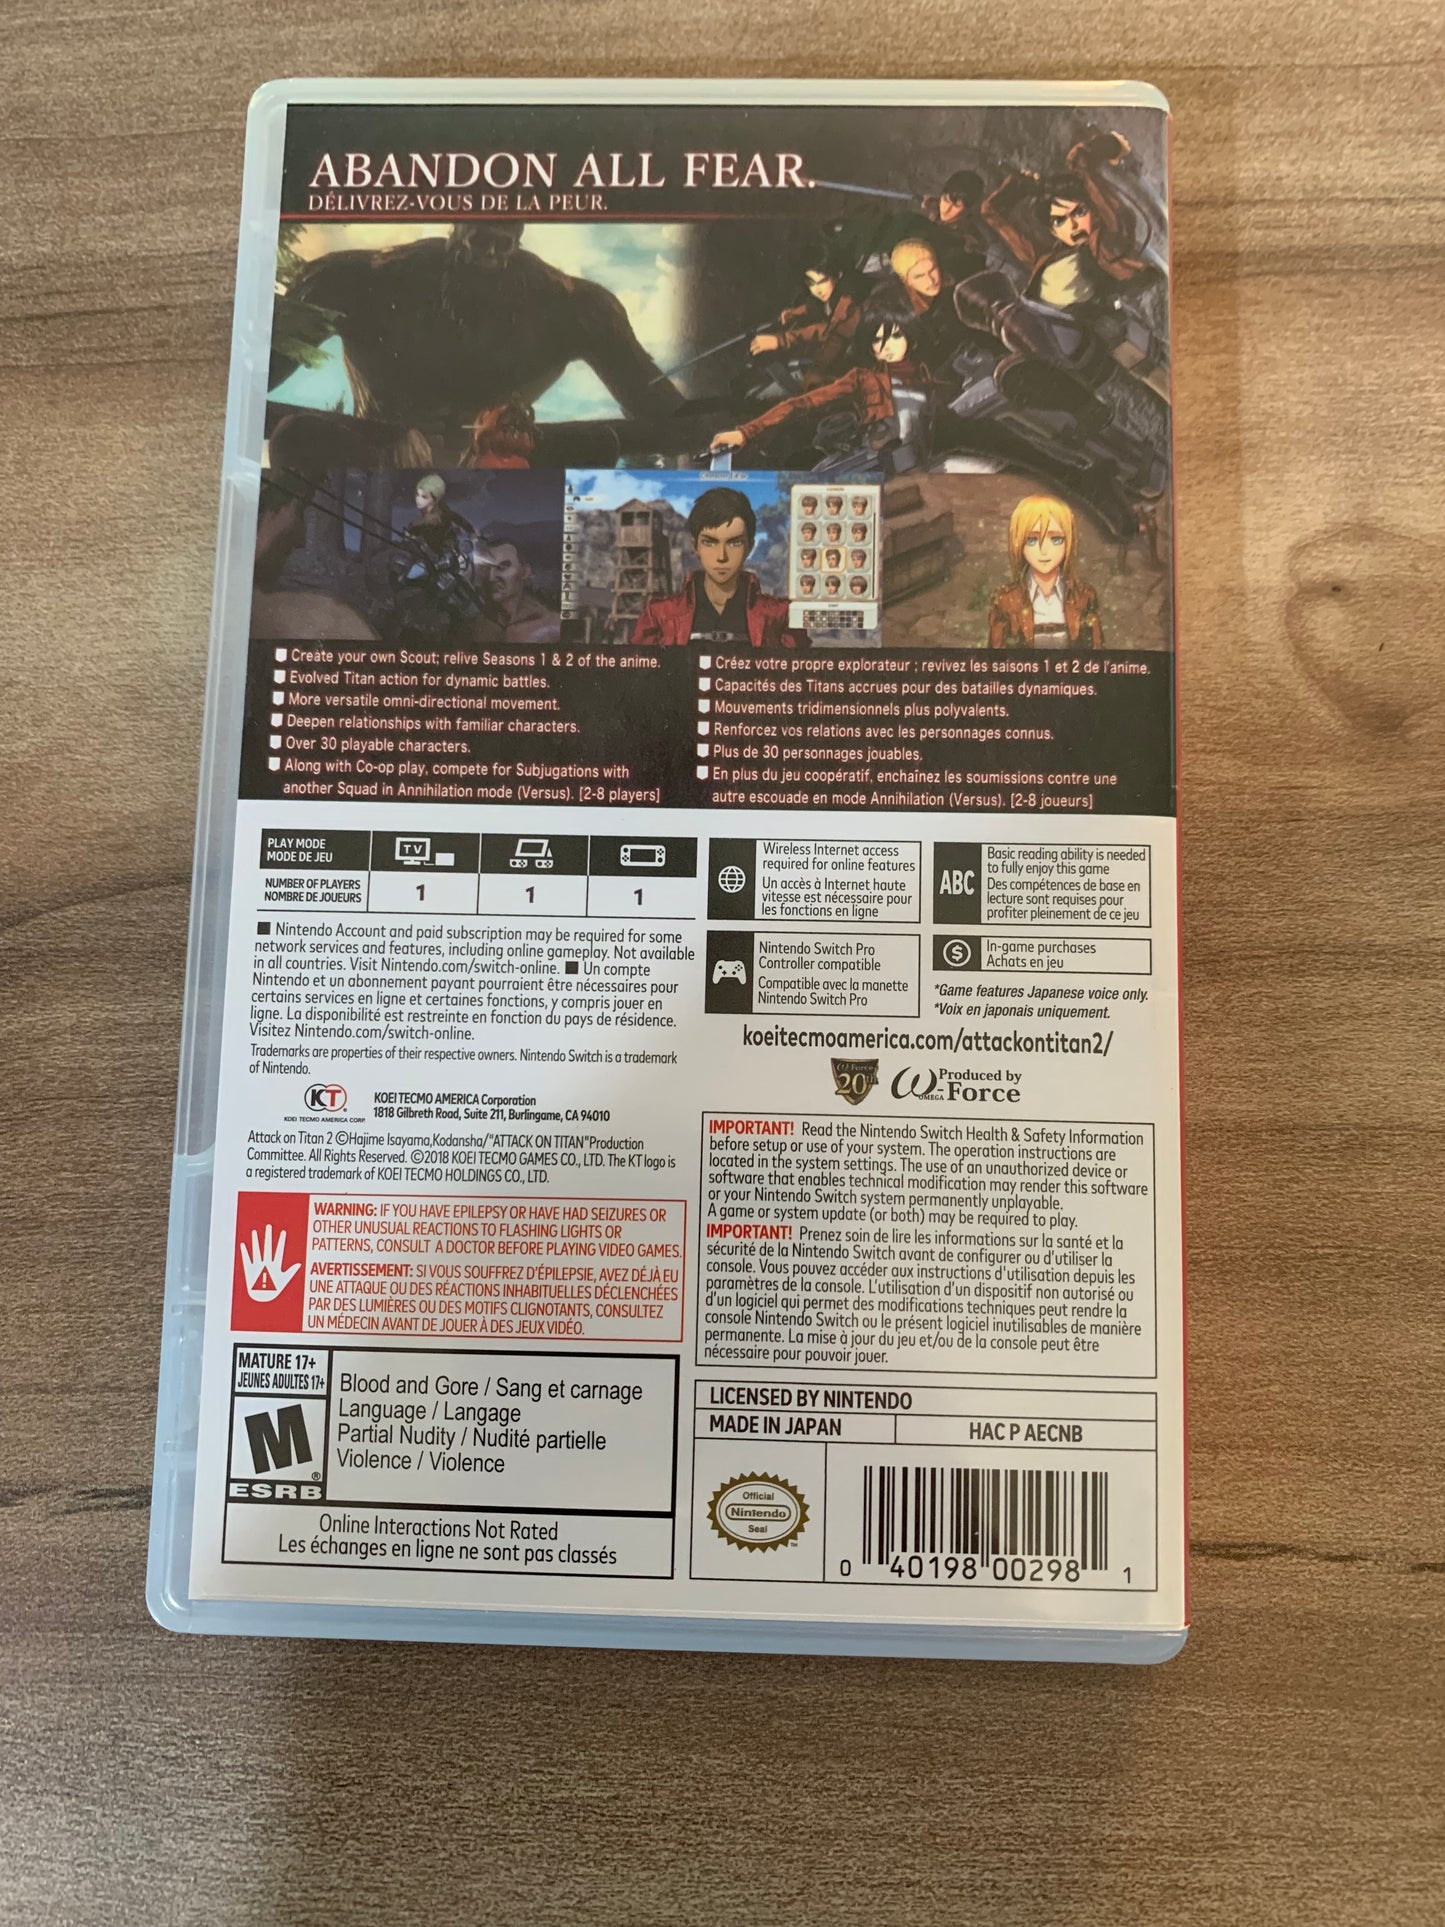 ABANDON ALL FEAR.
DÉLIVREZ-VOUS DE LA PEUR.
Create your own Scout; relive Seasons 1 & 2 of the anime.
Evolved Titan action for dynamic battles.
More versatile omni-directional movement.
Deepen relationships with familiar characters.
Over 30 playable characters.
Along with Co-op play, compete for Subjugations with
another Squad in Annihilation mode (Versus). [2-8 players]
Créez votre propre explorateur ; revivez les saisons 1 et 2 de l'anime.
Capacités des Titans accrues pour des batailles dynamiques.
Mouvements tridimensionnels plus polyvalents.
Renforcez vos relations avec les personnages connus.
Plus de 30 personnages jouables.
En plus du jeu coopératif, enchaînez les soumissions contre une
autre escouade en mode Annihilation (Versus). [2-8 joueurs]
PLAY MODE
MODE DE JEU
TV
NUMBER OF PLAYERS
NOMBRE DE JOUEURS
1
1
1
■ Nintendo Account and paid subscription may be required for some
network services and features, including online gameplay. Not available
in all countries. Visit Nintendo.com/switch-online. ■ Un compte
Nintendo et un abonnement payant pourraient être nécessaires pour
certains services en ligne et certaines fonctions, y compris jouer en
ligne. La disponibilité est restreinte en fonction du pays de résidence.
Visitez Nintendo.com/switch-online.
Trademarks are properties of their respective owners. Nintendo Switch is a trademark
of Nintendo.
KT
KOEI TECMO AMERICA CORP.
KOEI TECMO AMERICA Corporation
1818 Gilbreth Road, Suite 211, Burlingame, CA 94010
Attack on Titan 2 ©Hajime Isayama,Kodansha/"ATTACK ON TITAN"Production
Committee. All Rights Reserved. ©2018 KOEI TECMO GAMES CO., LTD. The KT logo is
a registered trademark of KOEI TECMO HOLDINGS CO., LTD.
WARNING: IF YOU HAVE EPILEPSY OR HAVE HAD SEIZURES OR
OTHER UNUSUAL REACTIONS TO FLASHING LIGHTS OR
PATTERNS, CONSULT A DOCTOR BEFORE PLAYING VIDEO GAMES.
AVERTISSEMENT: SI VOUS SOUFFREZ D'ÉPILEPSIE, AVEZ DÉJÀ EU
UNE ATTAQUE OU DES RÉACTIONS INHABITUELLES DÉCLENCHÉES
PAR DES LUMIÈRES OU DES MOTIFS CLIGNOTANTS, CONSULTEZ
UN MÉDECIN AVANT DE JOUER À DES JEUX VIDÉO.
MATURE 17+
JEUNES ADULTES 17+
M
®
ESRB
Blood and Gore / Sang et carnage
Language / Langage
Partial Nudity / Nudité partielle
Violence / Violence
Online Interactions Not Rated
Les échanges en ligne ne sont pas classés
Wireless Internet access
required for online features
Un accès à Internet haute
vitesse est nécessaire pour
les fonctions en ligne
ABC
Basic reading ability is needed
to fully enjoy this game
Des compétences de base en
lecture sont requises pour
profiter pleinement de ce jeu
Nintendo Switch Pro
Controller compatible
Compatible avec la manette
Nintendo Switch Pro
$
In-game purchases
Achats en jeu
*Game features Japanese voice only.
*Voix en japonais uniquement.
koeitecmoamerica.com/attackontitan2/
ω-Force
20th
Produced by
ω-Force
OMEGA
IMPORTANT! Read the Nintendo Switch Health & Safety Information
before setup or use of your system. The operation instructions are
located in the system settings. The use of an unauthorized device or
software that enables technical modification may render this software
or your Nintendo Switch system permanently unplayable.
A game or system update (or both) may be required to play.
IMPORTANT! Prenez soin de lire les informations sur la santé et la
sécurité de la Nintendo Switch avant de configurer ou d'utiliser la
console. Vous pouvez accéder aux instructions d'utilisation depuis les
paramètres de la console. L'utilisation d'un dispositif non autorisé ou
d'un logiciel qui permet des modifications techniques peut rendre la
console Nintendo Switch ou le présent logiciel inutilisables de manière
permanente. La mise à jour du jeu et/ou de la console peut être
nécessaire pour pouvoir jouer.
LICENSED BY NINTENDO
MADE IN JAPAN
HAC P AECNB
Official
Nintendo
Seal
TM
0 40198 00298 1